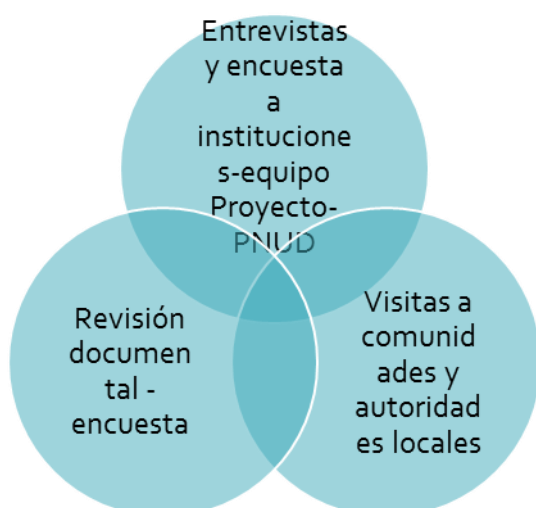 Entrevistas
y encuesta
a
institucione
s-equipo
Proyecto-
PNUD
Revisión
documen
tal -
encuesta
Visitas a
comunid
ades y
autoridad
es locales